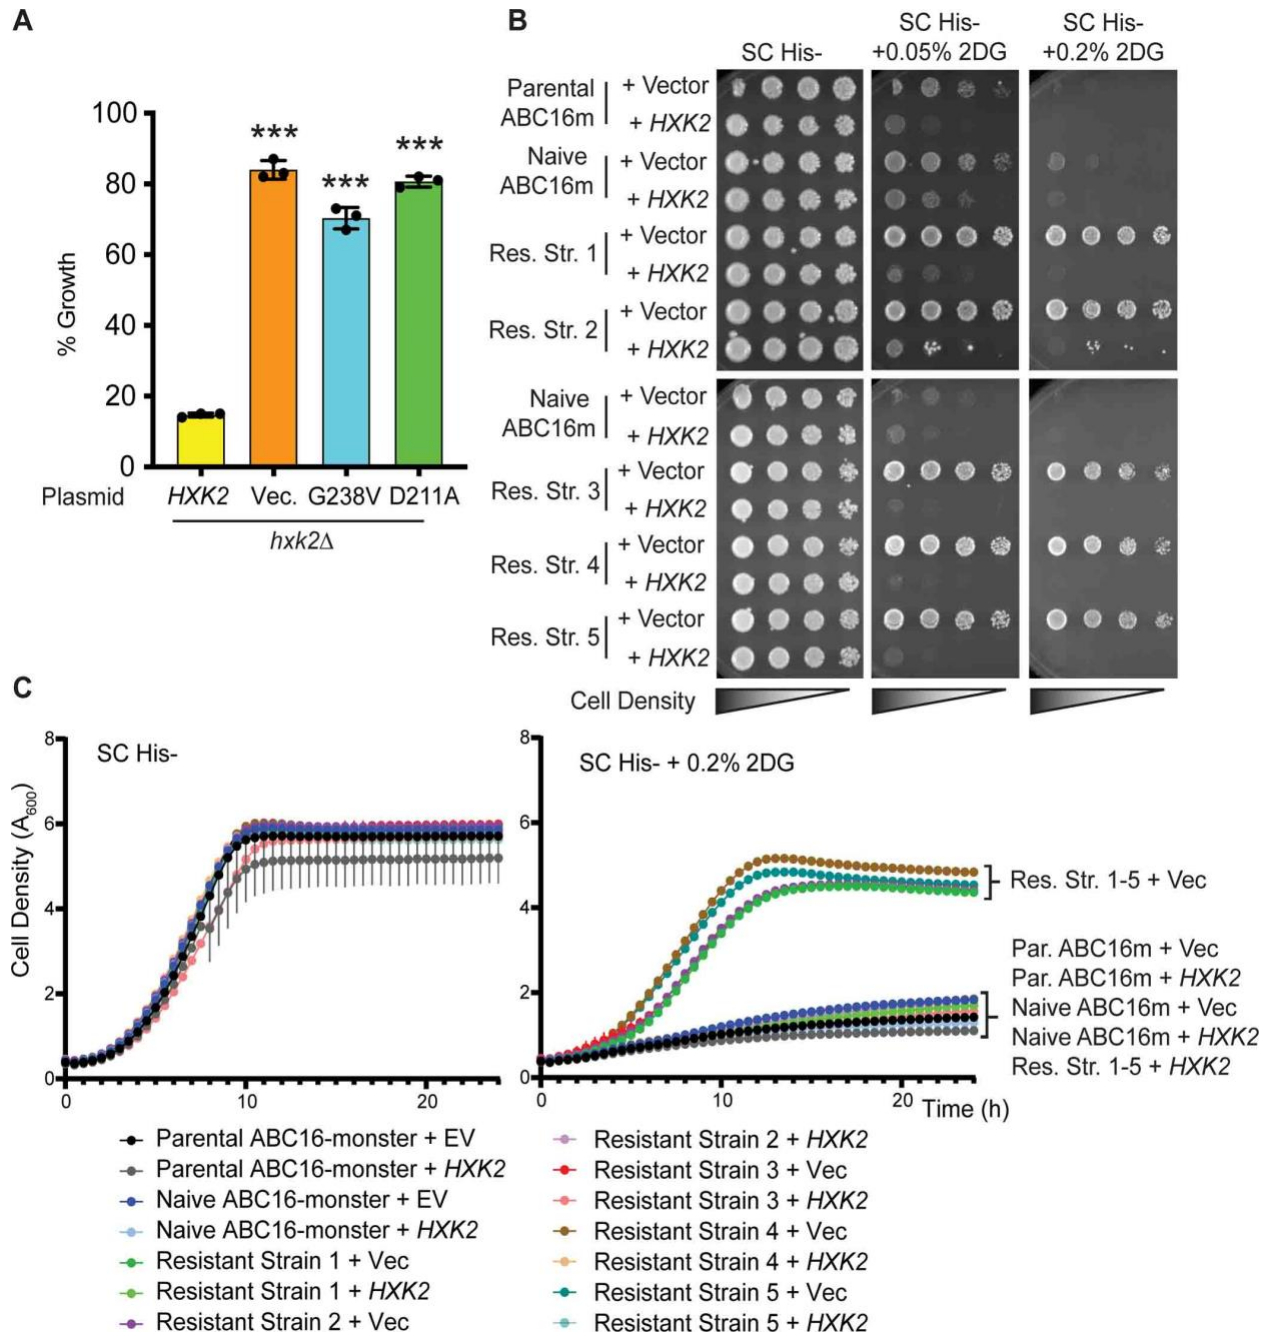 A
% Growth
100
80
60
40
20
0
***
***
***
Plasmid HXK2 Vec. G238V D211A
hxk2Δ
B
SC His-
SC His-
+0.05% 2DG
SC His-
+0.2% 2DG
Parental
ABC16m
+ Vector
+ HXK2
Naive
ABC16m
+ Vector
+ HXK2
Res. Str. 1
+ Vector
+ HXK2
Res. Str. 2
+ Vector
+ HXK2
Naive
ABC16m
+ Vector
+ HXK2
Res. Str. 3
+ Vector
+ HXK2
Res. Str. 4
+ Vector
+ HXK2
Res. Str. 5
+ Vector
+ HXK2
Cell Density
C
Cell Density (A600)
SC His-
8
6
4
2
0
0 10 20
SC His- + 0.2% 2DG
8
6
4
2
0
0 10 20 Time (h)
Res. Str. 1-5 + Vec
Par. ABC16m + Vec
Par. ABC16m + HXK2
Naive ABC16m + Vec
Naive ABC16m + HXK2
Res. Str. 1-5 + HXK2
Parental ABC16-monster + EV
Parental ABC16-monster + HXK2
Naive ABC16-monster + EV
Naive ABC16-monster + HXK2
Resistant Strain 1 + Vec
Resistant Strain 1 + HXK2
Resistant Strain 2 + Vec
Resistant Strain 2 + HXK2
Resistant Strain 3 + Vec
Resistant Strain 3 + HXK2
Resistant Strain 4 + Vec
Resistant Strain 4 + HXK2
Resistant Strain 5 + Vec
Resistant Strain 5 + HXK2